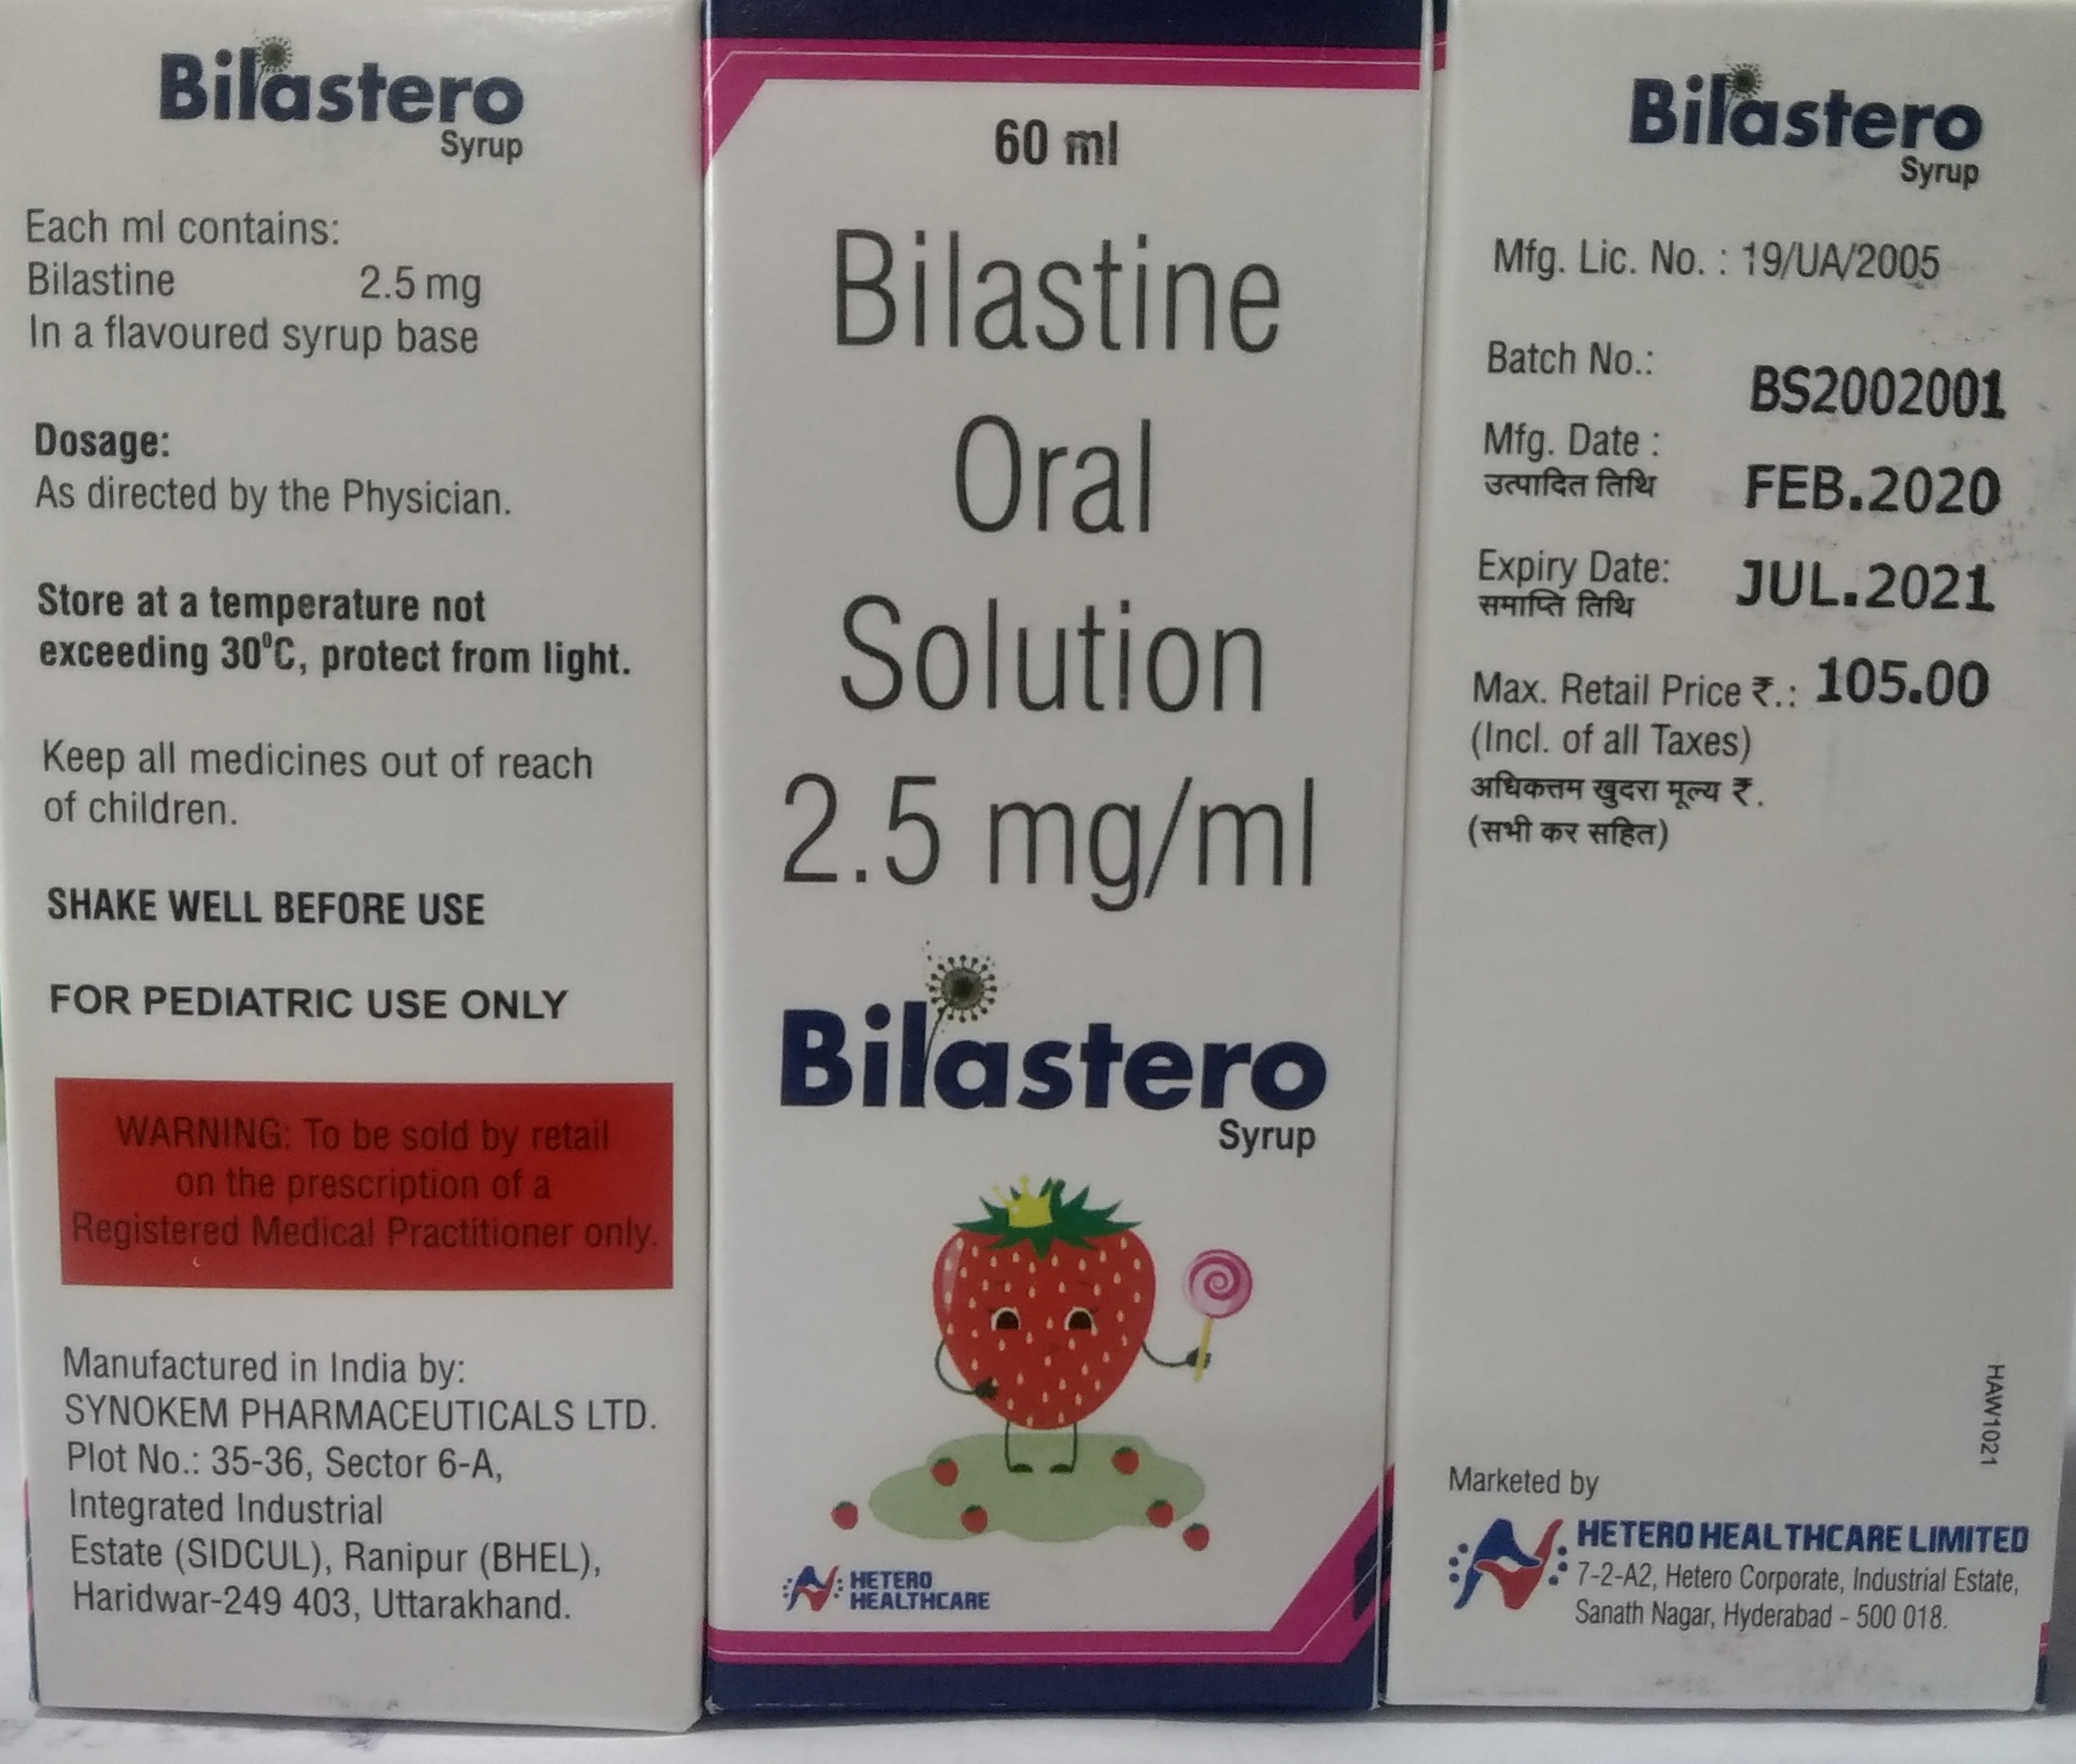 Bilastero
Syrup
Each ml contains:
Bilastine 2.5 mg
In a flavoured syrup base
Dosage:
As directed by the Physician.
Store at a temperature not
exceeding 30⁰C, protect from light.
Keep all medicines out of reach
of children.
SHAKE WELL BEFORE USE
FOR PEDIATRIC USE ONLY
WARNING: To be sold by retail
on the prescription of a
Registered Medical Practitioner only.
Manufactured in India by:
SYNOKEM PHARMACEUTICALS LTD.
Plot No.: 35-36, Sector 6-A,
Integrated Industrial
Estate (SIDCUL), Ranipur (BHEL),
Haridwar-249 403, Uttarakhand.
60 ml
Bilastine
Oral
Solution
2.5 mg/ml
Bilastero
Syrup
HETERO
HEALTHCARE
Bilastero
Syrup
Mfg. Lic. No. : 19/UA/2005
Batch No.: BS2002001
Mfg. Date : FEB.2020
उत्पादित तिथि
Expiry Date: JUL.2021
समाप्ति तिथि
Max. Retail Price ₹.: 105.00
(Incl. of all Taxes)
अधिकत्तम खुदरा मूल्य ₹.
(सभी कर सहित)
HAW1021
Marketed by
HETERO HEALTHCARE LIMITED
7-2-A2, Hetero Corporate, Industrial Estate,
Sanath Nagar, Hyderabad - 500 018.